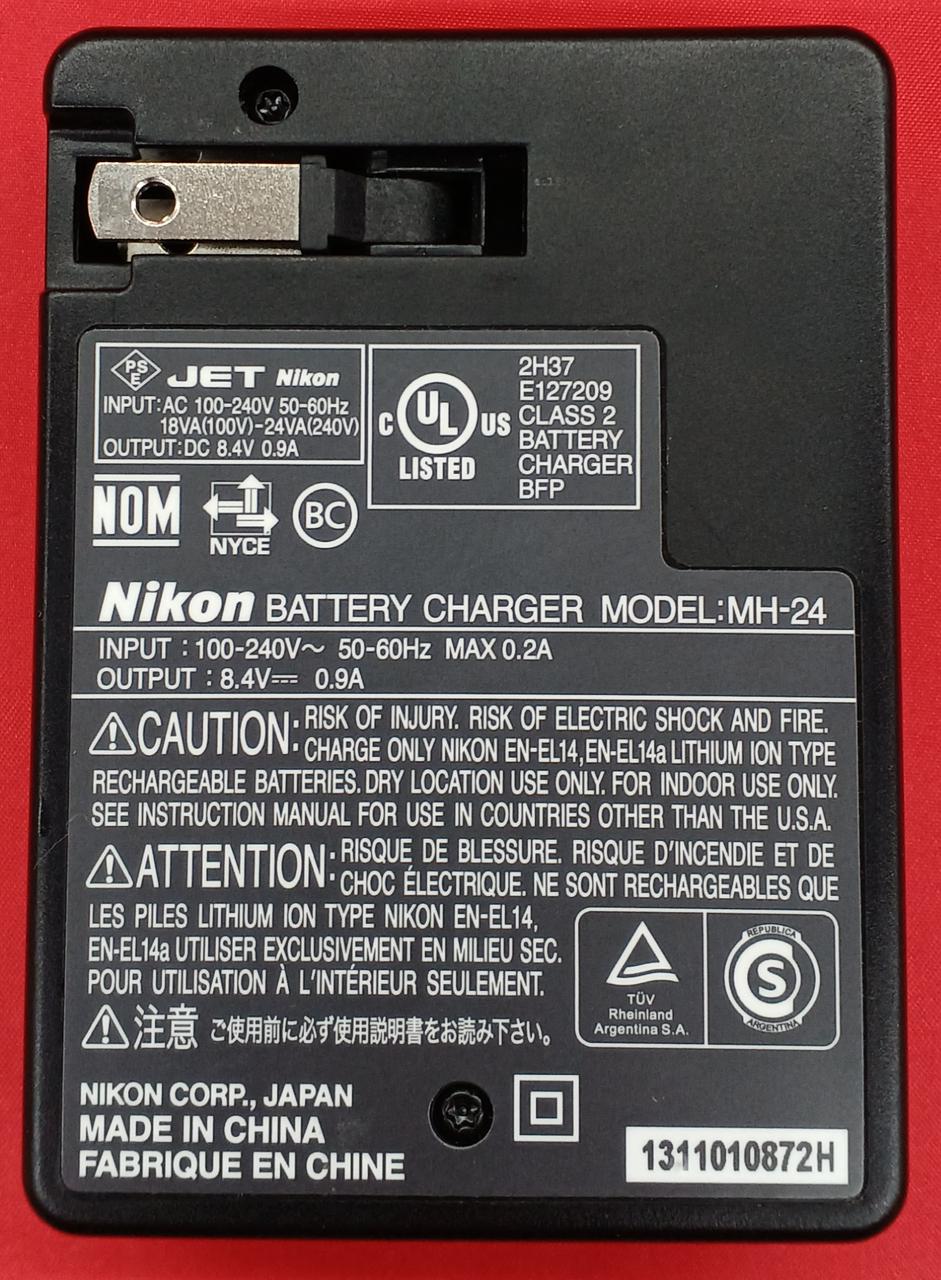 PSE JET Nikon
INPUT:AC 100-240V 50-60Hz
18VA(100V)-24VA(240V)
OUTPUT:DC 8.4V 0.9A
C UL US
LISTED
2H37
E127209
CLASS 2
BATTERY
CHARGER
BFP
NOM
NYCE
BC
Nikon BATTERY CHARGER MODEL:MH-24
INPUT : 100-240V～ 50-60Hz MAX 0.2A
OUTPUT : 8.4V⎓ 0.9A
⚠CAUTION: RISK OF INJURY. RISK OF ELECTRIC SHOCK AND FIRE.
CHARGE ONLY NIKON EN-EL14,EN-EL14a LITHIUM ION TYPE
RECHARGEABLE BATTERIES. DRY LOCATION USE ONLY. FOR INDOOR USE ONLY.
SEE INSTRUCTION MANUAL FOR USE IN COUNTRIES OTHER THAN THE U.S.A.
⚠ATTENTION: RISQUE DE BLESSURE. RISQUE D'INCENDIE ET DE
CHOC ÉLECTRIQUE. NE SONT RECHARGEABLES QUE
LES PILES LITHIUM ION TYPE NIKON EN-EL14,
EN-EL14a UTILISER EXCLUSIVEMENT EN MILIEU SEC.
POUR UTILISATION À L'INTÉRIEUR SEULEMENT.
⚠注意 ご使用前に必ず使用説明書をお読み下さい。
TÜV
Rheinland
Argentina S.A.
REPUBLICA
S
ARGENTINA
NIKON CORP., JAPAN
MADE IN CHINA
FABRIQUE EN CHINE
1311010872H